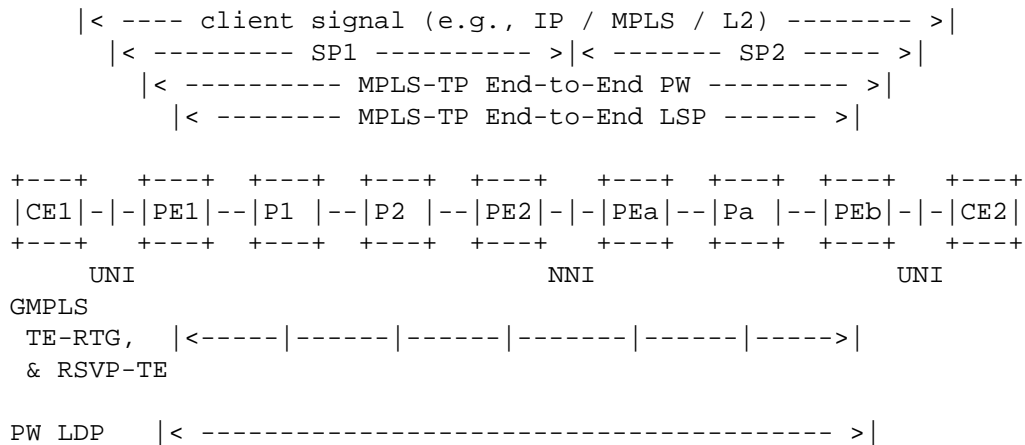 |< ---- client signal (e.g., IP / MPLS / L2) -------- >|
|< --------- SP1 ---------- >|< ------- SP2 ----- >|
|< ---------- MPLS-TP End-to-End PW --------- >|
|< -------- MPLS-TP End-to-End LSP ------ >|
+---+ +---+ +---+ +---+ +---+ +---+ +---+ +---+ +---+
|CE1|-|-|PE1|--|P1 |--|P2 |--|PE2|-|-|PEa|--|Pa |--|PEb|-|-|CE2|
+---+ +---+ +---+ +---+ +---+ +---+ +---+ +---+ +---+
UNI NNI UNI
GMPLS
TE-RTG, |<-----|------|------|-------|------|----->|
& RSVP-TE
PW LDP |< --------------------------------------- >|